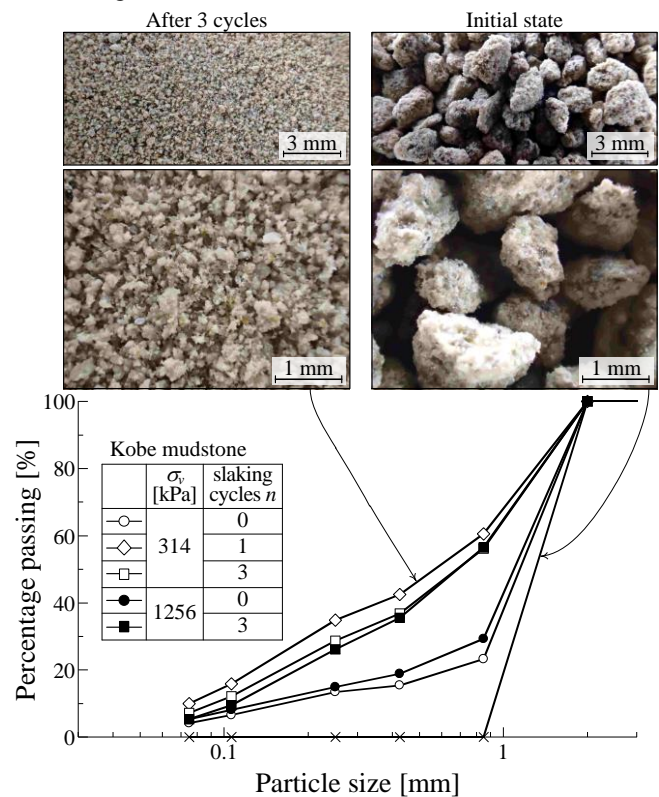 After 3 cycles
Initial state
3 mm
3 mm
1 mm
1 mm
Percentage passing [%]
100
80
60
40
20
0
Kobe mudstone
σv [kPa]
slaking cycles n
314
0
1
3
1256
0
3
0.1
1
Particle size [mm]